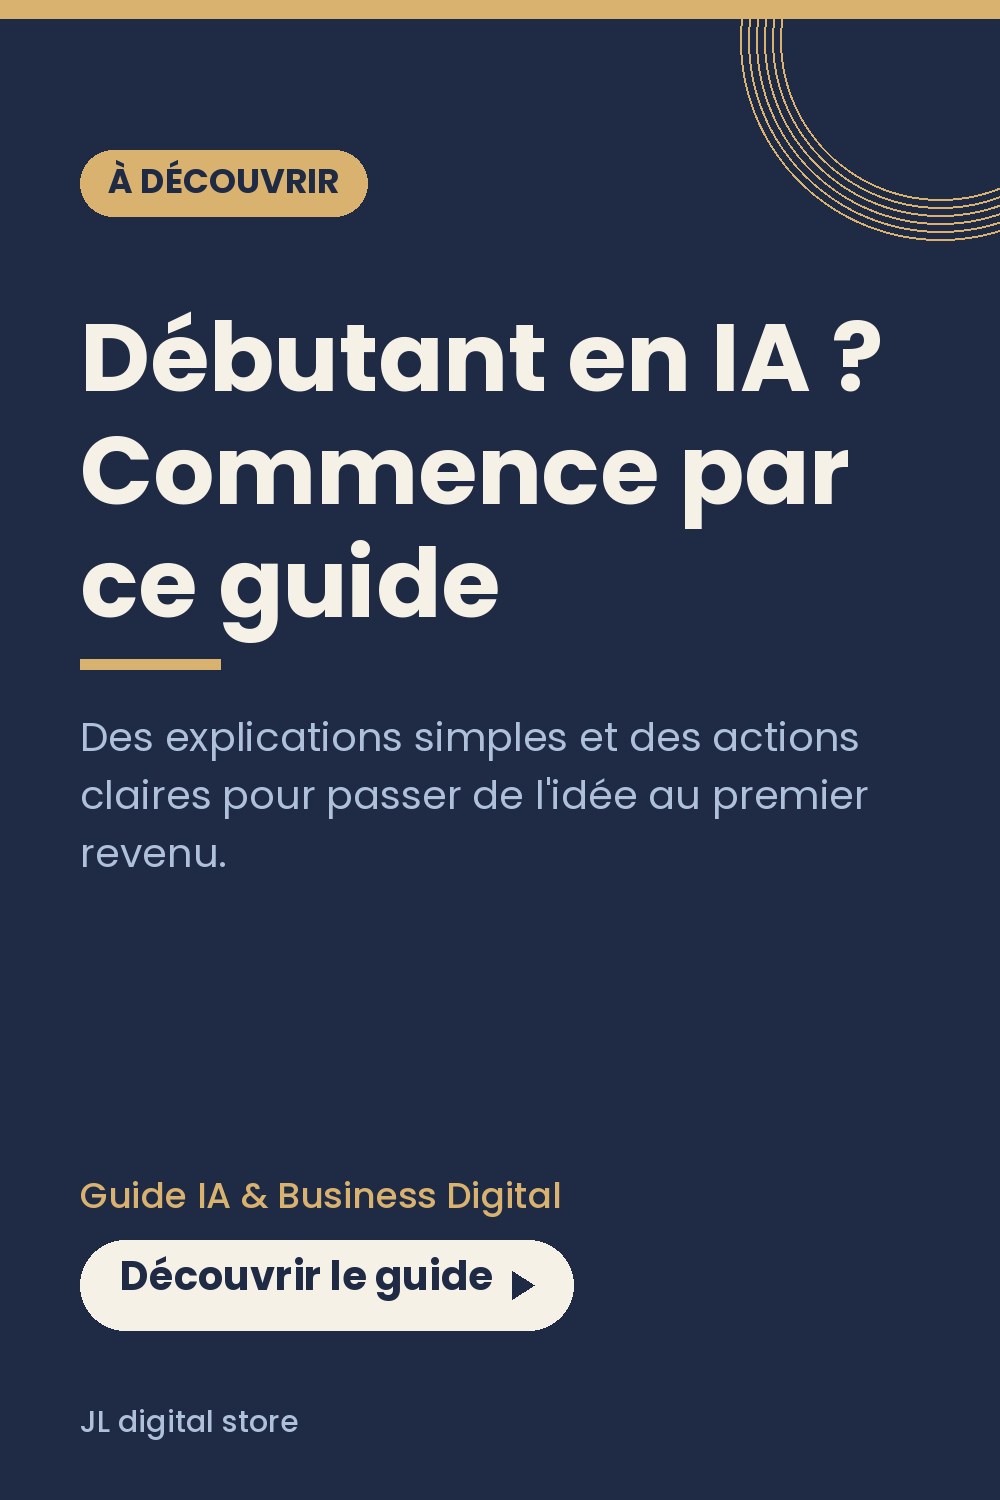 À DÉCOUVRIR
Débutant en IA ?
Commence par
ce guide
Des explications simples et des actions
claires pour passer de l'idée au premier
revenu.
Guide IA & Business Digital
Découvrir le guide
JL digital store